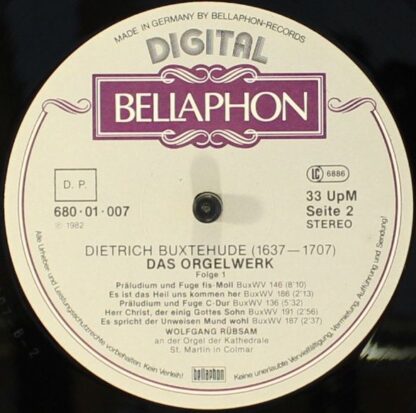 MADE IN GERMANY BY BELLAPHON-RECORDS
DIGITAL
BELLAPHON
D. P.
680·01·007
℗ 1982
LC 6886
33 UpM
Seite 2
STEREO
DIETRICH BUXTEHUDE (1637—1707)
DAS ORGELWERK
Folge 1
Präludium und Fuge fis-Moll BuxWV 146 (8'10)
Es ist das Heil uns kommen her BuxWV 186 (2'13)
Präludium und Fuge C-Dur BuxWV 136 (5'32)
Herr Christ, der einig Gottes Sohn BuxWV 191 (2'56)
Es spricht der Unweisen Mund wohl BuxWV 187 (2'37)
WOLFGANG RÜBSAM
an der Orgel der Kathedrale
St. Martin in Colmar
bellaphon
Alle Urheber- und Leistungsschutzrechte vorbehalten. Kein Verleih! Keine unerlaubte Vervielfältigung, Vermietung, Aufführung und Sendung!